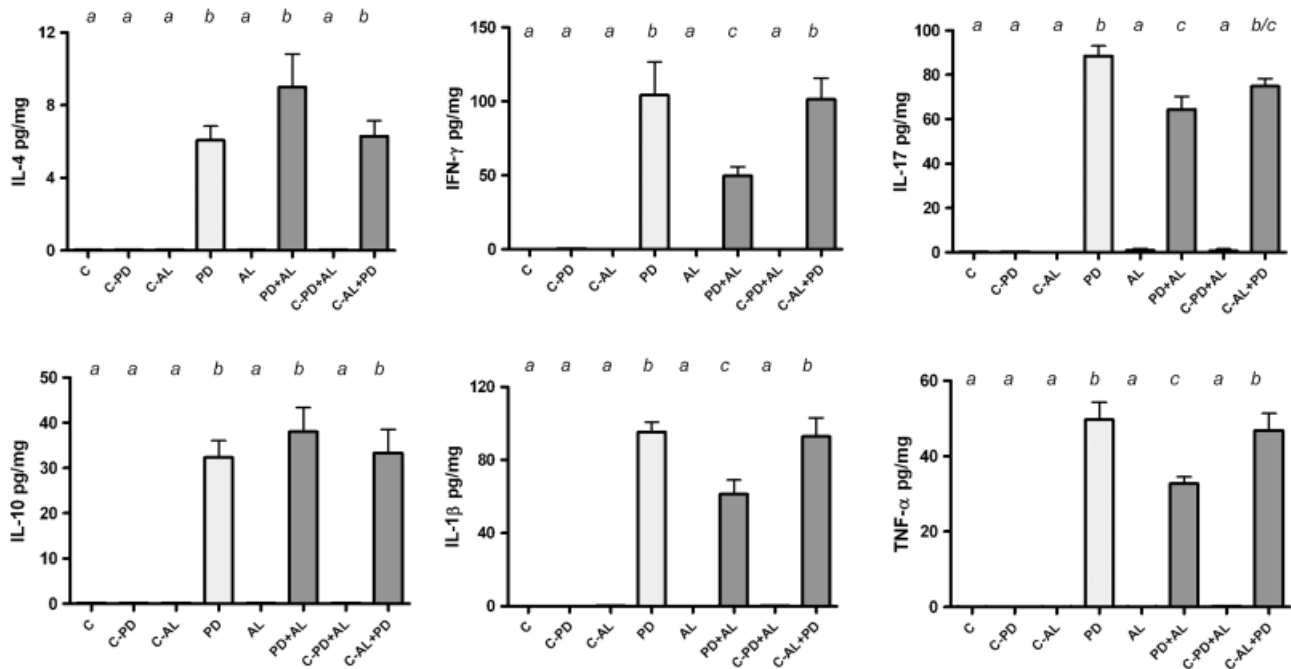 a a a b a b a b
12
8
4
0
IL-4 pg/mg
C C-PD C-AL PD AL PD+AL C-PD+AL C-AL+PD
a a a b a c a b
150
100
50
0
IFN-γ pg/mg
C C-PD C-AL PD AL PD+AL C-PD+AL C-AL+PD
a a a b a c a b/c
100
80
60
40
20
0
IL-17 pg/mg
C C-PD C-AL PD AL PD+AL C-PD+AL C-AL+PD
a a a b a b a b
50
40
30
20
10
0
IL-10 pg/mg
C C-PD C-AL PD AL PD+AL C-PD+AL C-AL+PD
a a a b a c a b
120
80
40
0
IL-1β pg/mg
C C-PD C-AL PD AL PD+AL C-PD+AL C-AL+PD
a a a b a c a b
60
40
20
0
TNF-α pg/mg
C C-PD C-AL PD AL PD+AL C-PD+AL C-AL+PD